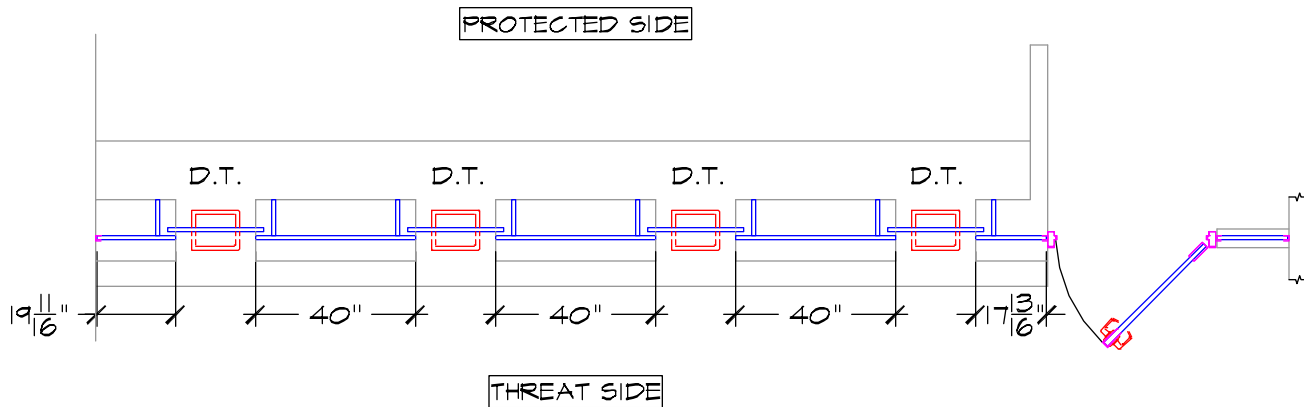 PROTECTED SIDE
D.T. D.T. D.T. D.T.
19 11/16" 40" 40" 40" 17 13/16"
THREAT SIDE